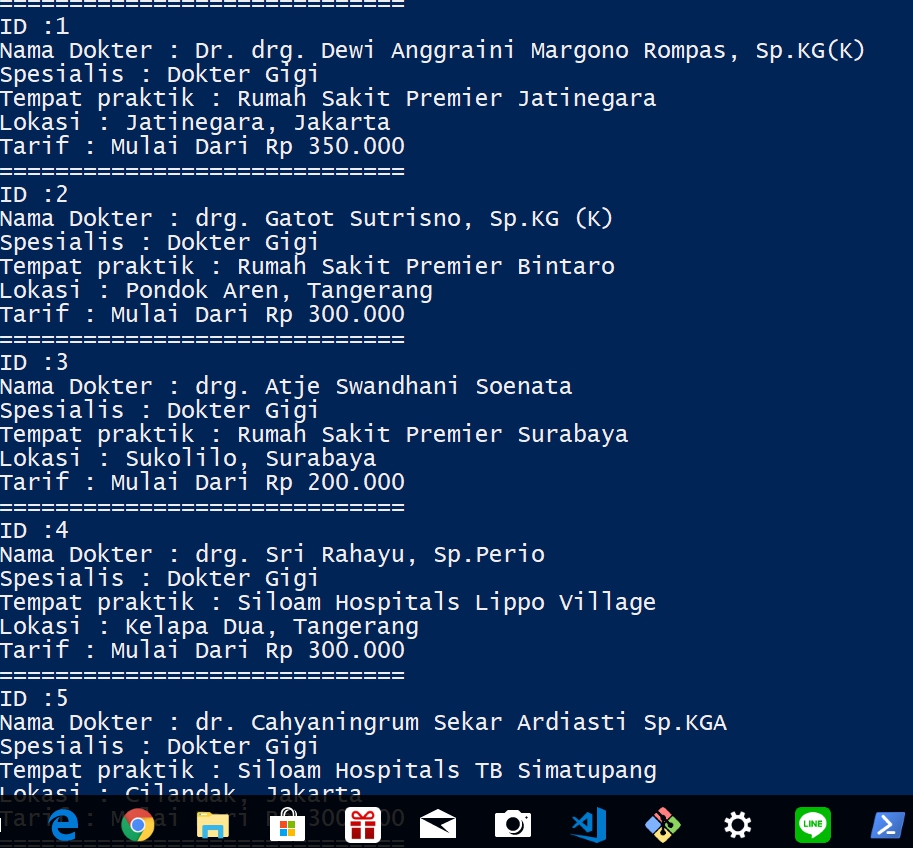 ==============================
ID :1
Nama Dokter : Dr. drg. Dewi Anggraini Margono Rompas, Sp.KG(K)
Spesialis : Dokter Gigi
Tempat praktik : Rumah Sakit Premier Jatinegara
Lokasi : Jatinegara, Jakarta
Tarif : Mulai Dari Rp 350.000
=============================
ID :2
Nama Dokter : drg. Gatot Sutrisno, Sp.KG (K)
Spesialis : Dokter Gigi
Tempat praktik : Rumah Sakit Premier Bintaro
Lokasi : Pondok Aren, Tangerang
Tarif : Mulai Dari Rp 300.000
=============================
ID :3
Nama Dokter : drg. Atje Swandhani Soenata
Spesialis : Dokter Gigi
Tempat praktik : Rumah Sakit Premier Surabaya
Lokasi : Sukolilo, Surabaya
Tarif : Mulai Dari Rp 200.000
=============================
ID :4
Nama Dokter : drg. Sri Rahayu, Sp.Perio
Spesialis : Dokter Gigi
Tempat praktik : Siloam Hospitals Lippo Village
Lokasi : Kelapa Dua, Tangerang
Tarif : Mulai Dari Rp 300.000
=============================
ID :5
Nama Dokter : dr. Cahyaningrum Sekar Ardiasti Sp.KGA
Spesialis : Dokter Gigi
Tempat praktik : Siloam Hospitals TB Simatupang
Lokasi : Cilandak, Jakarta
LINE